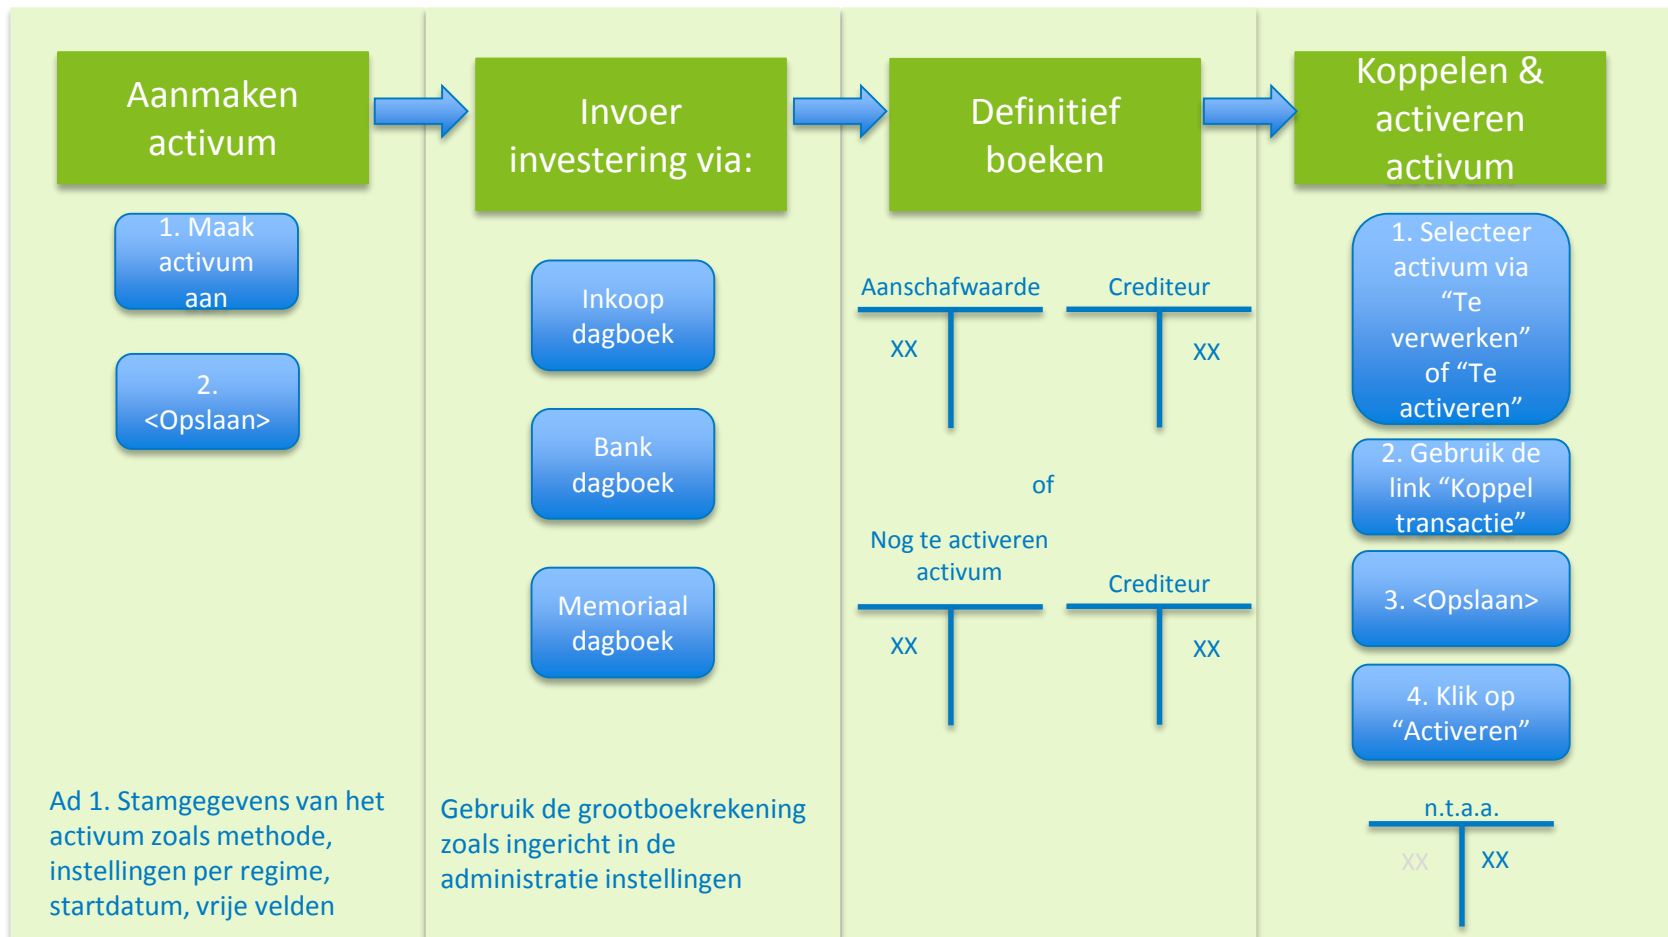 Aanmaken
activum
1. Maak
activum
aan
2.
<Opslaan>
Ad 1. Stamgegevens van het
activum zoals methode,
instellingen per regime,
startdatum, vrije velden
Invoer
investering via:
Inkoop
dagboek
Bank
dagboek
Memoriaal
dagboek
Gebruik de grootboekrekening
zoals ingericht in de
administratie instellingen
Definitief
boeken
Aanschafwaarde
XX
Crediteur
XX
of
Nog te activeren
activum
XX
Crediteur
XX
Koppelen &
activeren
activum
1. Selecteer
activum via
“Te
verwerken”
of “Te
activeren”
2. Gebruik de
link “Koppel
transactie”
3. <Opslaan>
4. Klik op
“Activeren”
n.t.a.a.
XX XX